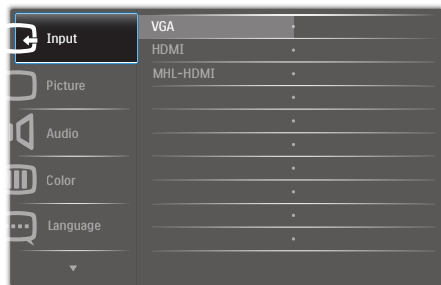 Input
Picture
Audio
Color
Language
VGA
HDMI
MHL-HDMI